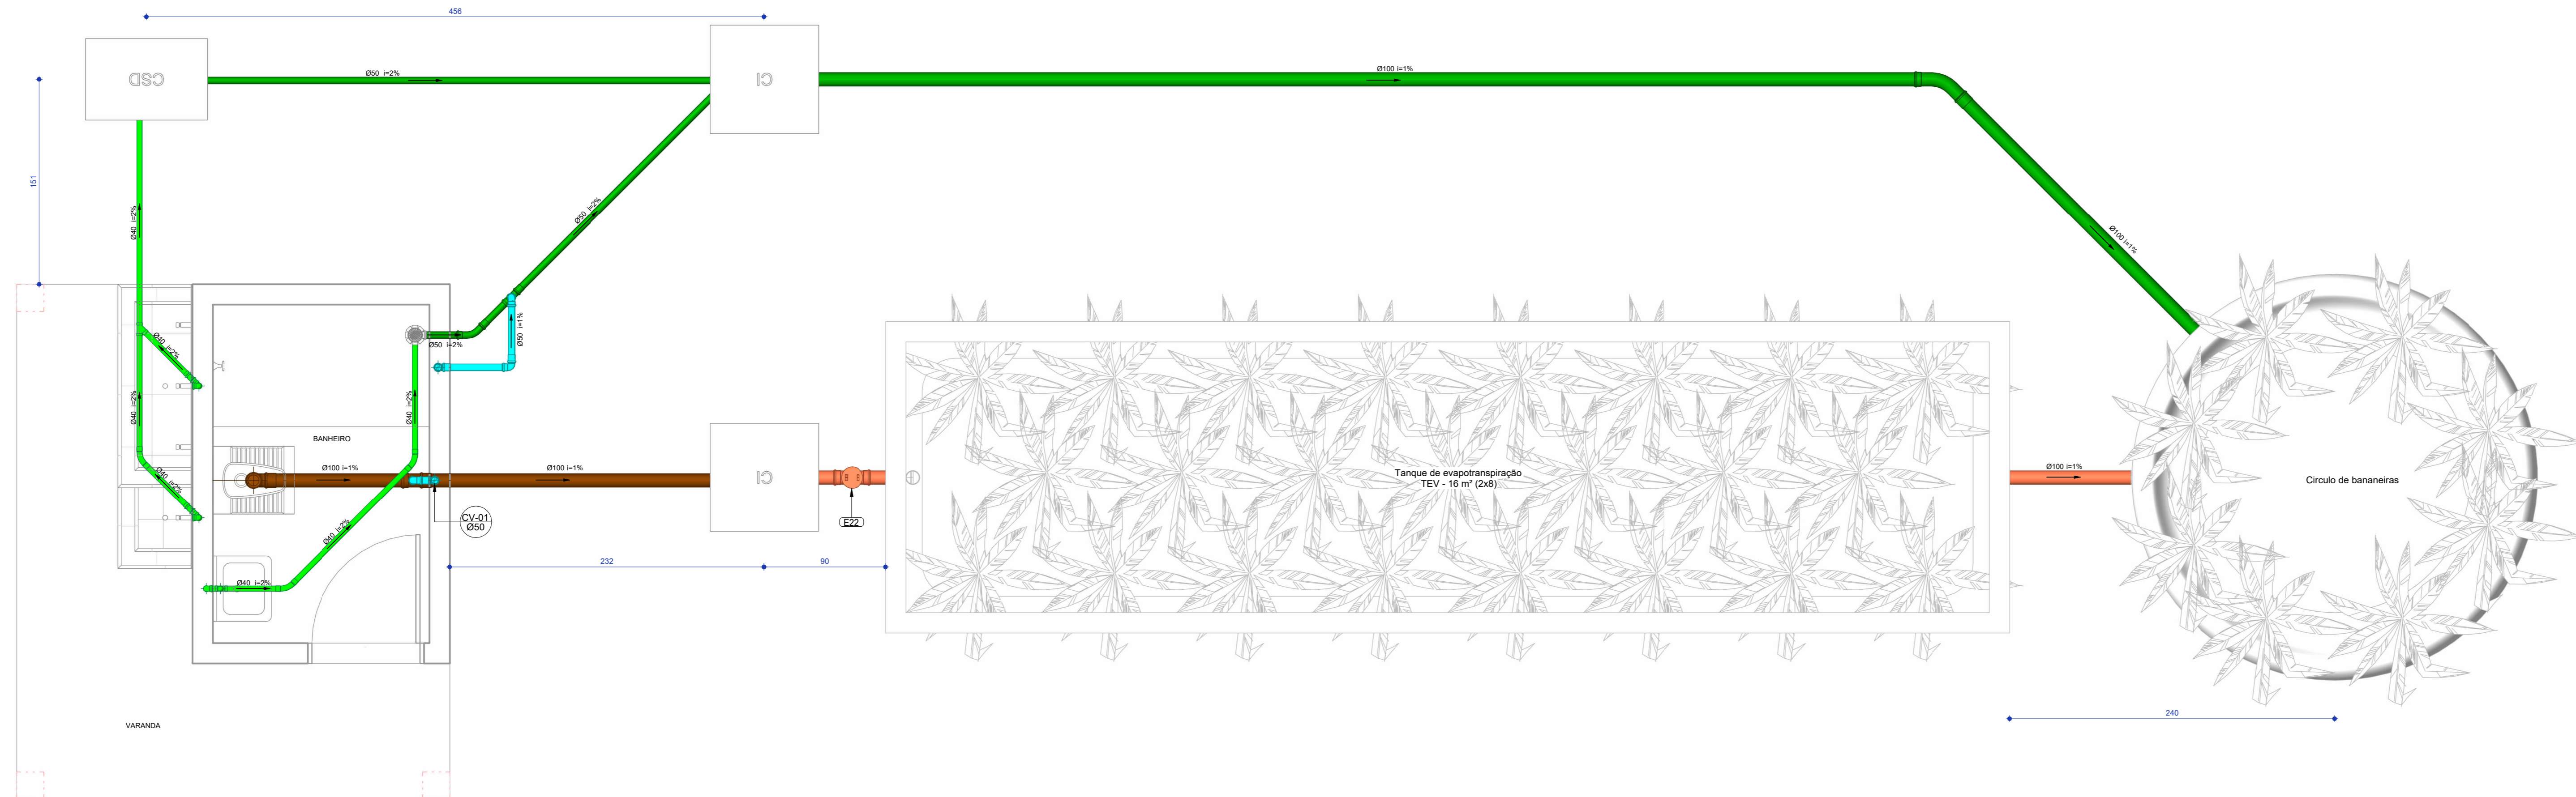 456
CSD
Ø50 i=2%
CI
Ø100 i=1%
151
Ø40 i=2%
Ø50 i=2%
Ø100 i=1%
Ø40 i=2%
Ø50 i=2%
Ø50 i=1%
Ø40 i=2%
Ø40 i=2%
BANHEIRO
Ø40 i=2%
Ø100 i=1%
Ø100 i=1%
CI
Tanque de evapotranspiração
TEV - 16 m² (2x8)
Ø100 i=1%
Circulo de bananeiras
CV-01
Ø50
E22
Ø40 i=2%
Ø40 i=2%
232
90
VARANDA
240